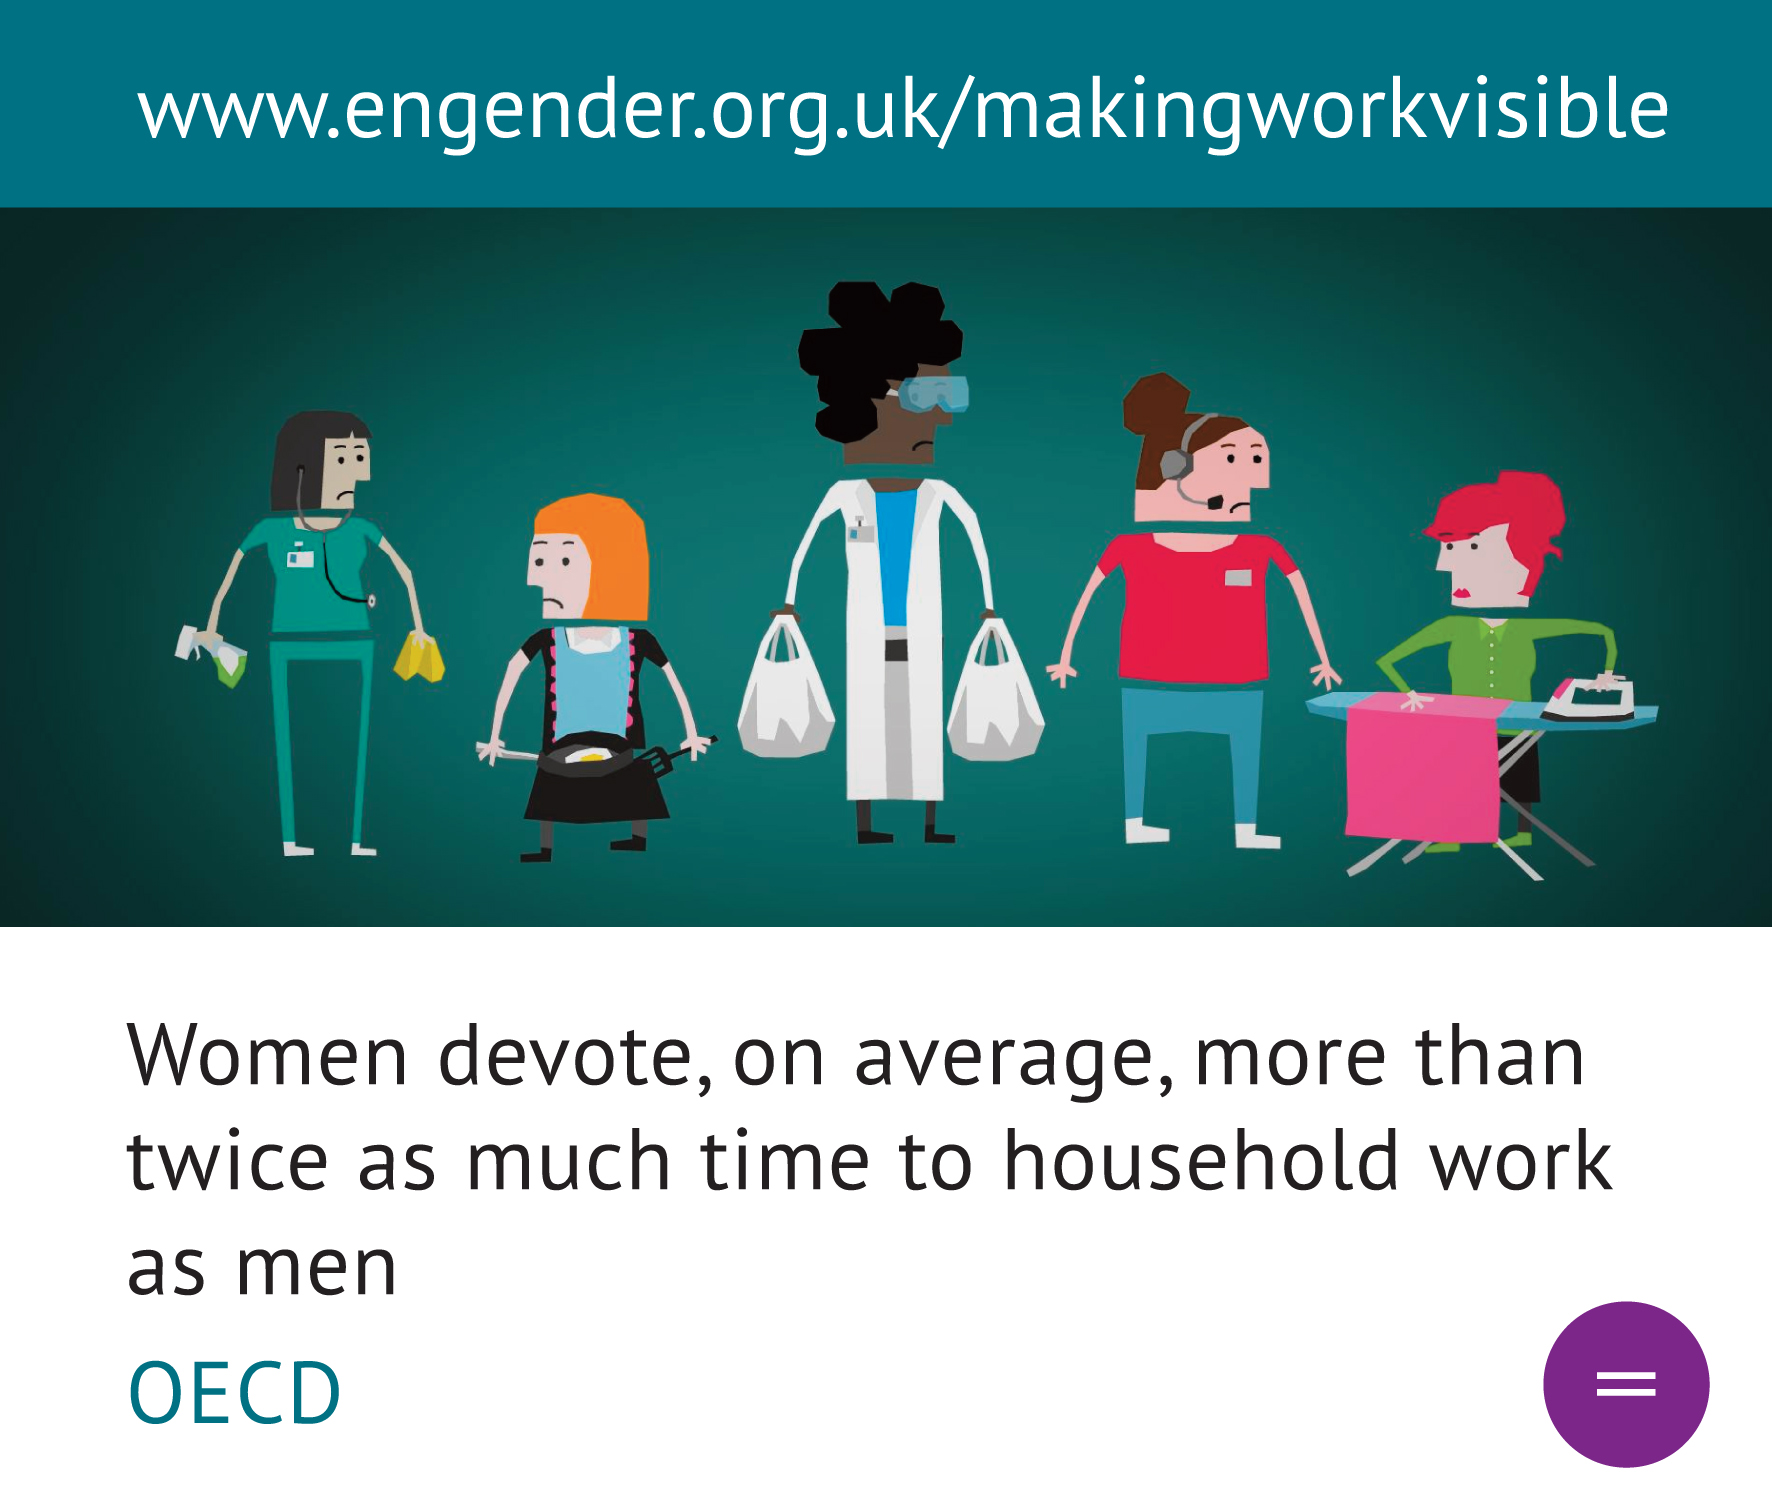 www.engender.org.uk/makingworkvisible
Women devote, on average, more than
twice as much time to household work
as men
OECD